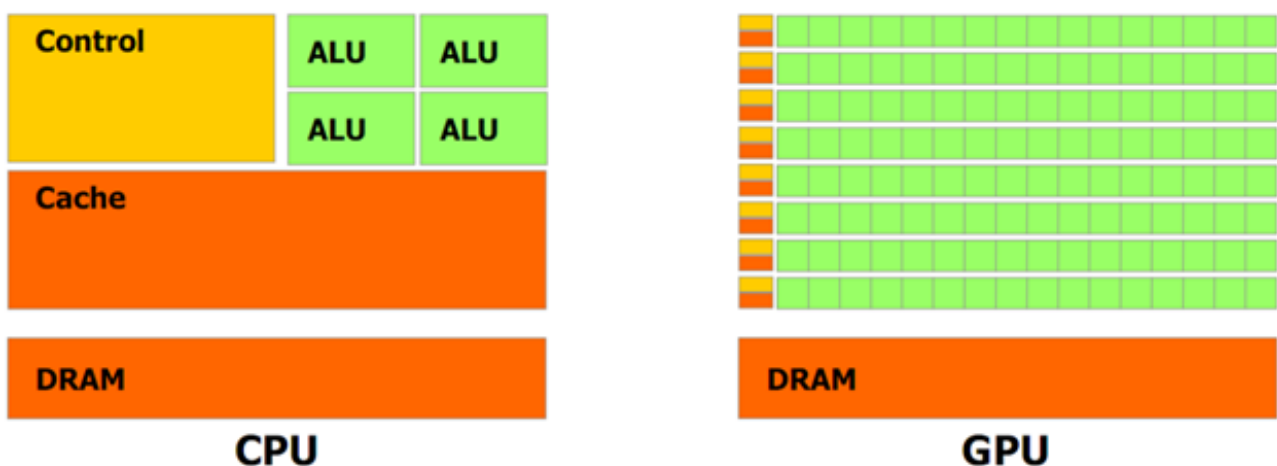 Control
ALU ALU
ALU ALU
Cache
DRAM
CPU
DRAM
GPU